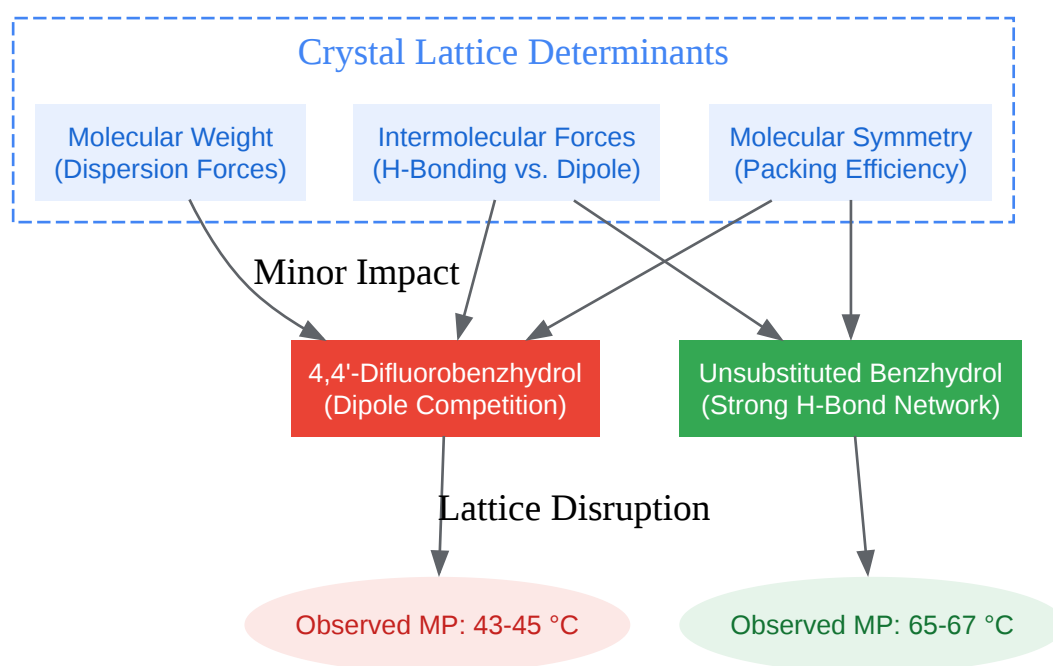 Crystal Lattice Determinants
Molecular Weight
(Dispersion Forces)
Intermolecular Forces
(H-Bonding vs. Dipole)
Molecular Symmetry
(Packing Efficiency)
Minor Impact
4,4'-Difluorobenzhydrol
(Dipole Competition)
Unsubstituted Benzhydrol
(Strong H-Bond Network)
Lattice Disruption
Observed MP: 43-45 °C
Observed MP: 65-67 °C